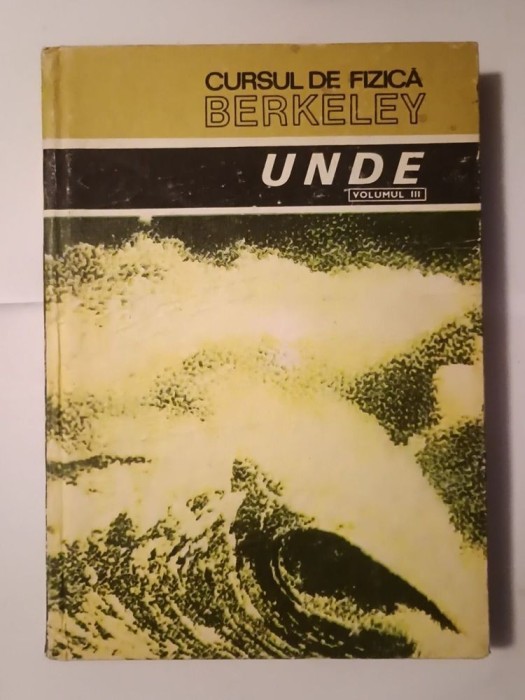 CURSUL DE FIZICĂ
BERKELEY
UNDE
VOLUMUL III